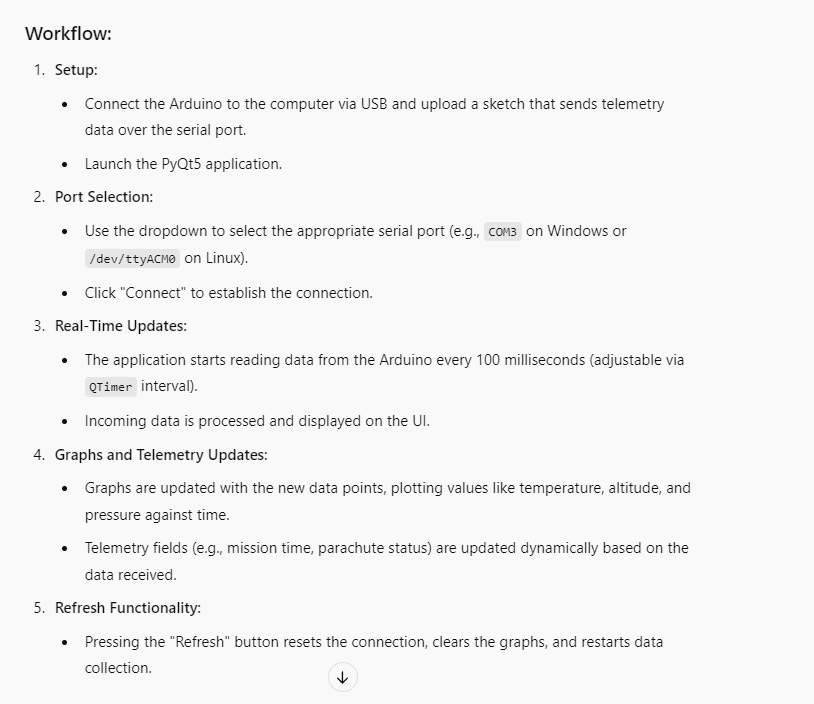 Workflow:
1. Setup:
• Connect the Arduino to the computer via USB and upload a sketch that sends telemetry
data over the serial port.
• Launch the PyQt5 application.
2. Port Selection:
• Use the dropdown to select the appropriate serial port (e.g., COM3 on Windows or
/dev/ttyACM0 on Linux).
• Click "Connect" to establish the connection.
3. Real-Time Updates:
• The application starts reading data from the Arduino every 100 milliseconds (adjustable via
QTimer interval).
• Incoming data is processed and displayed on the UI.
4. Graphs and Telemetry Updates:
• Graphs are updated with the new data points, plotting values like temperature, altitude, and
pressure against time.
• Telemetry fields (e.g., mission time, parachute status) are updated dynamically based on the
data received.
5. Refresh Functionality:
• Pressing the "Refresh" button resets the connection, clears the graphs, and restarts data
collection.